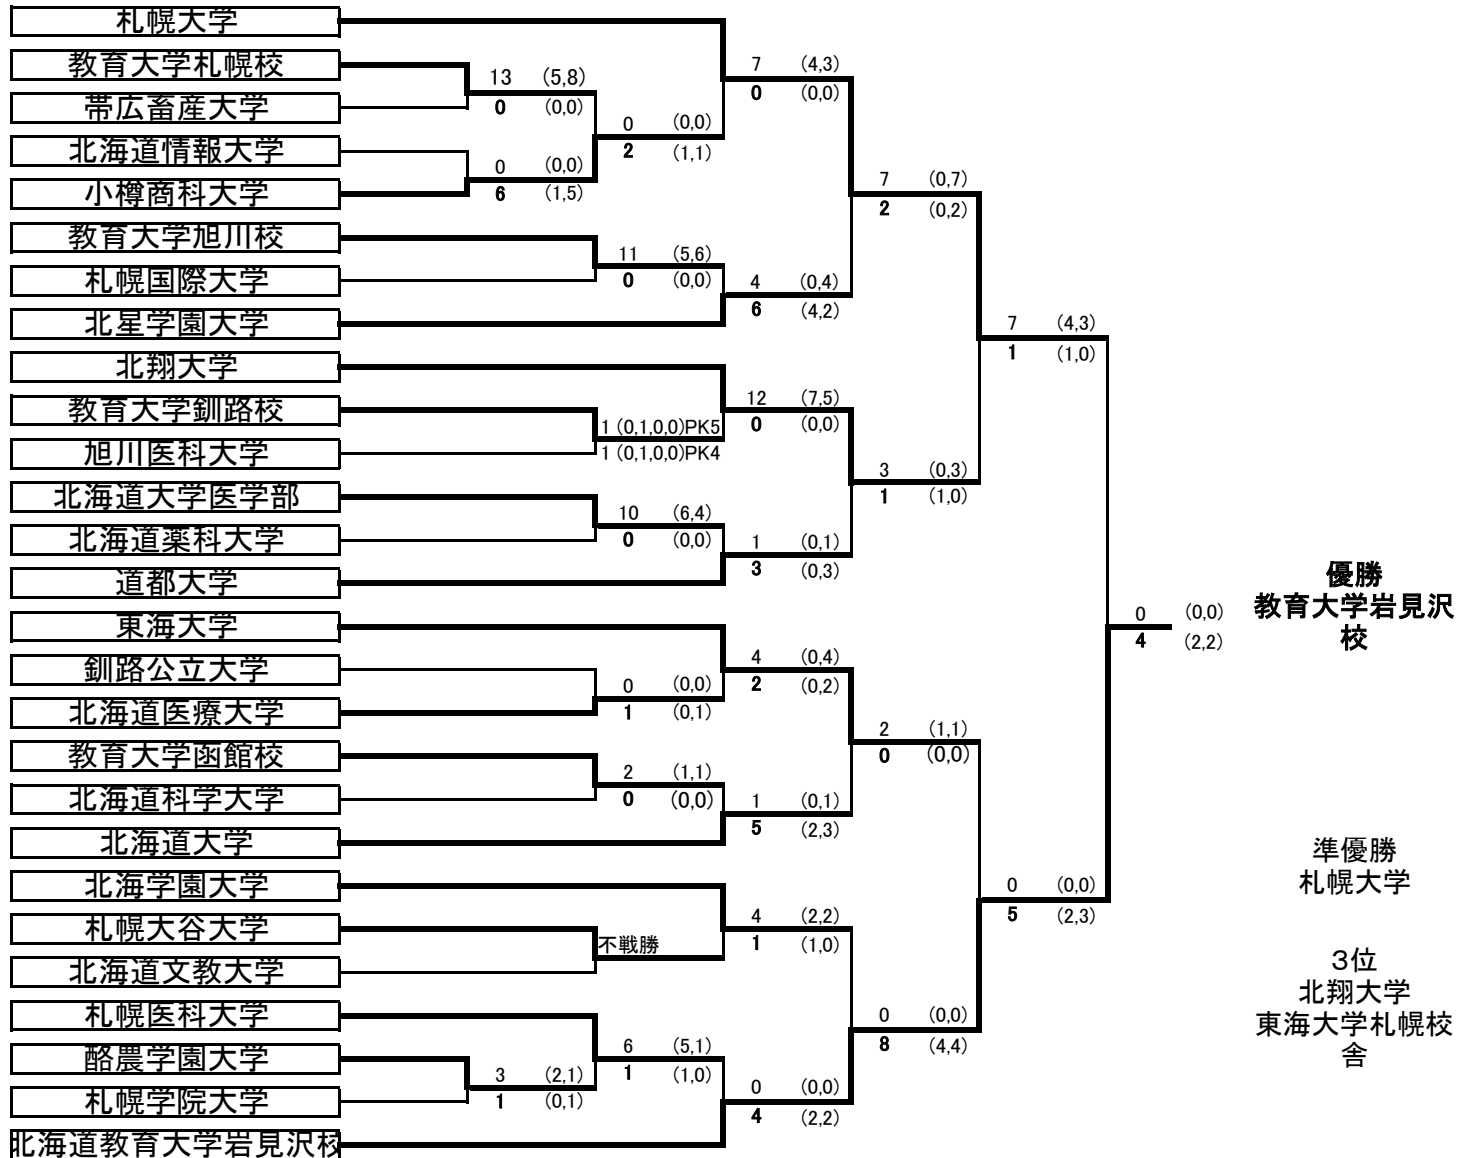 札幌大学
教育大学札幌校
帯広畜産大学
北海道情報大学
小樽商科大学
教育大学旭川校
札幌国際大学
北星学園大学
北翔大学
教育大学釧路校
旭川医科大学
北海道大学医学部
北海道薬科大学
道都大学
東海大学
釧路公立大学
北海道医療大学
教育大学函館校
北海道科学大学
北海道大学
北海学園大学
札幌大谷大学
北海道文教大学
札幌医科大学
酪農学園大学
札幌学院大学
北海道教育大学岩見沢校
13 (5,8)
0 (0,0)
0 (0,0)
6 (1,5)
3 (2,1)
1 (0,1)
0 (0,0)
2 (1,1)
11 (5,6)
0 (0,0)
1 (0,1,0,0)PK5
1 (0,1,0,0)PK4
10 (6,4)
0 (0,0)
0 (0,0)
1 (0,1)
2 (1,1)
0 (0,0)
不戦勝
6 (5,1)
1 (1,0)
7 (4,3)
0 (0,0)
4 (0,4)
6 (4,2)
12 (7,5)
0 (0,0)
1 (0,1)
3 (0,3)
4 (0,4)
2 (0,2)
1 (0,1)
5 (2,3)
4 (2,2)
1 (1,0)
0 (0,0)
4 (2,2)
7 (0,7)
2 (0,2)
3 (0,3)
1 (1,0)
2 (1,1)
0 (0,0)
0 (0,0)
8 (4,4)
7 (4,3)
1 (1,0)
0 (0,0)
5 (2,3)
0 (0,0)
4 (2,2)
優勝
教育大学岩見沢
校
準優勝
札幌大学
３位
北翔大学
東海大学札幌校
舎